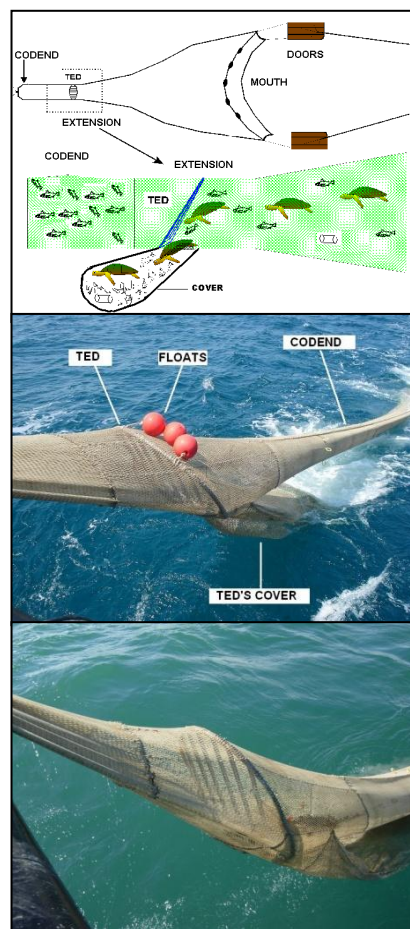 DOORS
CODEND
TED
MOUTH
EXTENSION
CODEND
EXTENSION
TED
COVER
TED
FLOATS
CODEND
TED'S COVER